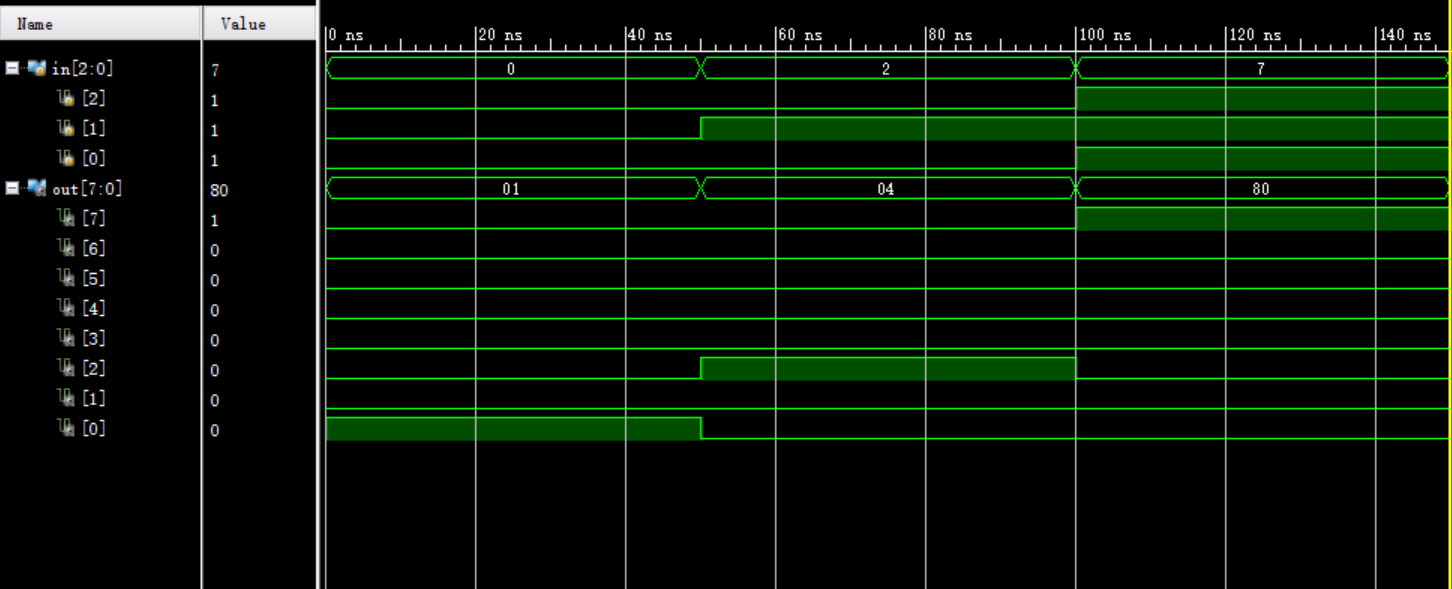 Name Value
0 ns 20 ns 40 ns 60 ns 80 ns 100 ns 120 ns 140 ns
in[2:0] 7 0 2 7
[2] 1
[1] 1
[0] 1
out[7:0] 80 01 04 80
[7] 1
[6] 0
[5] 0
[4] 0
[3] 0
[2] 0
[1] 0
[0] 0